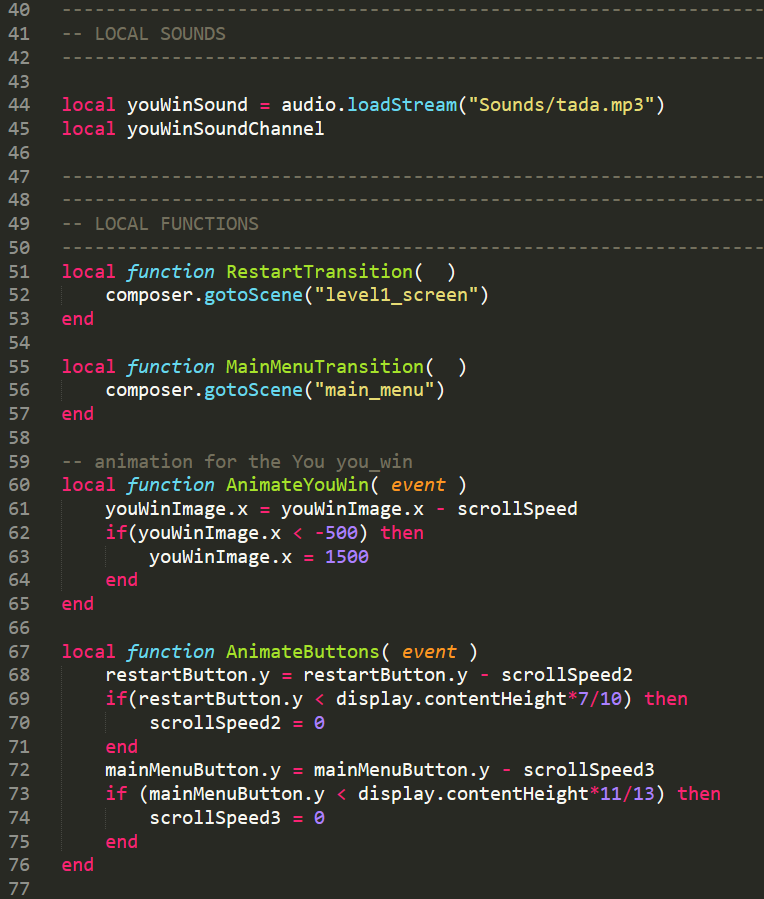 40 ----------------------------------------------------------------
41 -- LOCAL SOUNDS
42 ----------------------------------------------------------------
43
44 local youWinSound = audio.loadStream("Sounds/tada.mp3")
45 local youWinSoundChannel
46
47 ----------------------------------------------------------------
48 ----------------------------------------------------------------
49 -- LOCAL FUNCTIONS
50 ----------------------------------------------------------------
51 local function RestartTransition(  )
52     composer.gotoScene("level1_screen")
53 end
54
55 local function MainMenuTransition(  )
56     composer.gotoScene("main_menu")
57 end
58
59 -- animation for the You you_win
60 local function AnimateYouWin( event )
61     youWinImage.x = youWinImage.x - scrollSpeed
62     if(youWinImage.x < -500) then
63         youWinImage.x = 1500
64     end
65 end
66
67 local function AnimateButtons( event )
68     restartButton.y = restartButton.y - scrollSpeed2
69     if(restartButton.y < display.contentHeight*7/10) then
70         scrollSpeed2 = 0
71     end
72     mainMenuButton.y = mainMenuButton.y - scrollSpeed3
73     if (mainMenuButton.y < display.contentHeight*11/13) then
74         scrollSpeed3 = 0
75     end
76 end
77